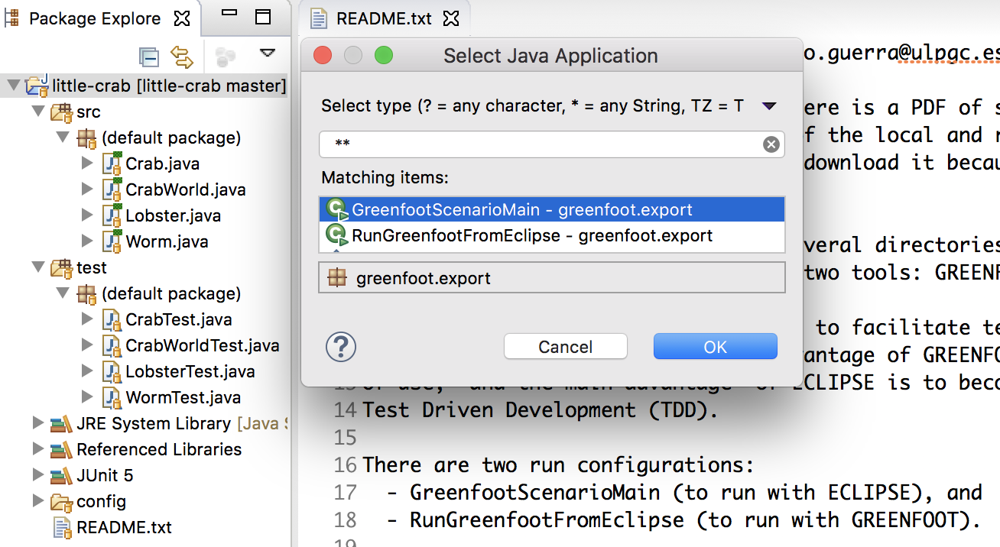 Package Explore
little-crab [little-crab master]
src
(default package)
Crab.java
CrabWorld.java
Lobster.java
Worm.java
test
(default package)
CrabTest.java
CrabWorldTest.java
LobsterTest.java
WormTest.java
JRE System Library [Java
Referenced Libraries
JUnit 5
config
README.txt
README.txt
Select Java Application
Select type (? = any character, * = any String, TZ = T
**
Matching items:
GreenfootScenarioMain - greenfoot.export
RunGreenfootFromEclipse - greenfoot.export
greenfoot.export
Cancel
OK
o.guerra@ulpgc.es
ere is a PDF of s
f the local and r
download it becau
veral directories
two tools: GREENF
to facilitate te
antage of GREENFO
of use, and the main advantage of ECLIPSE is to beco
14 Test Driven Development (TDD).
15
16 There are two run configurations:
17 - GreenfootScenarioMain (to run with ECLIPSE), and
18 - RunGreenfootFromEclipse (to run with GREENFOOT).
19